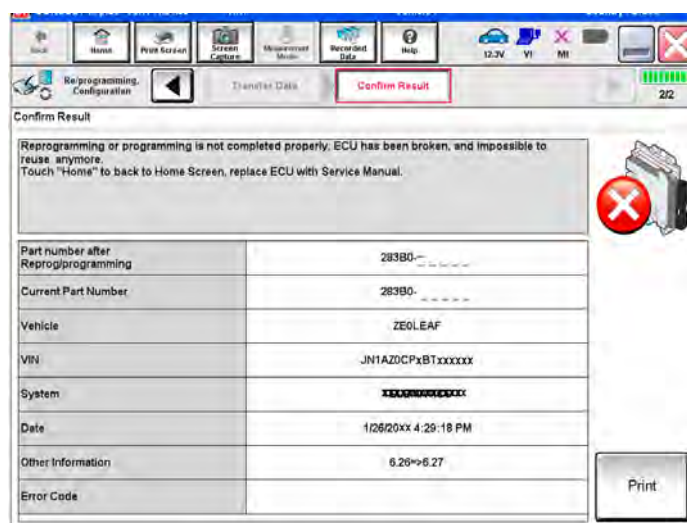 Back Home Print Screen Screen Capture Measurement Mode Recorded Data Help 12.3V VI MI
Re/programming, Configuration Transfer Data Confirm Result 2/2
Confirm Result
Reprogramming or programming is not completed properly. ECU has been broken, and impossible to
reuse anymore.
Touch "Home" to back to Home Screen, replace ECU with Service Manual.
Part number after
Reprog/programming
283B0-_ _ _ _ _
Current Part Number 283B0-_ _ _ _ _
Vehicle ZE0LEAF
VIN JN1AZ0CPxBTxxxxxx
System
Date 1/26/20xx 4:29:18 PM
Other Information 6.26=>6.27
Error Code
Print